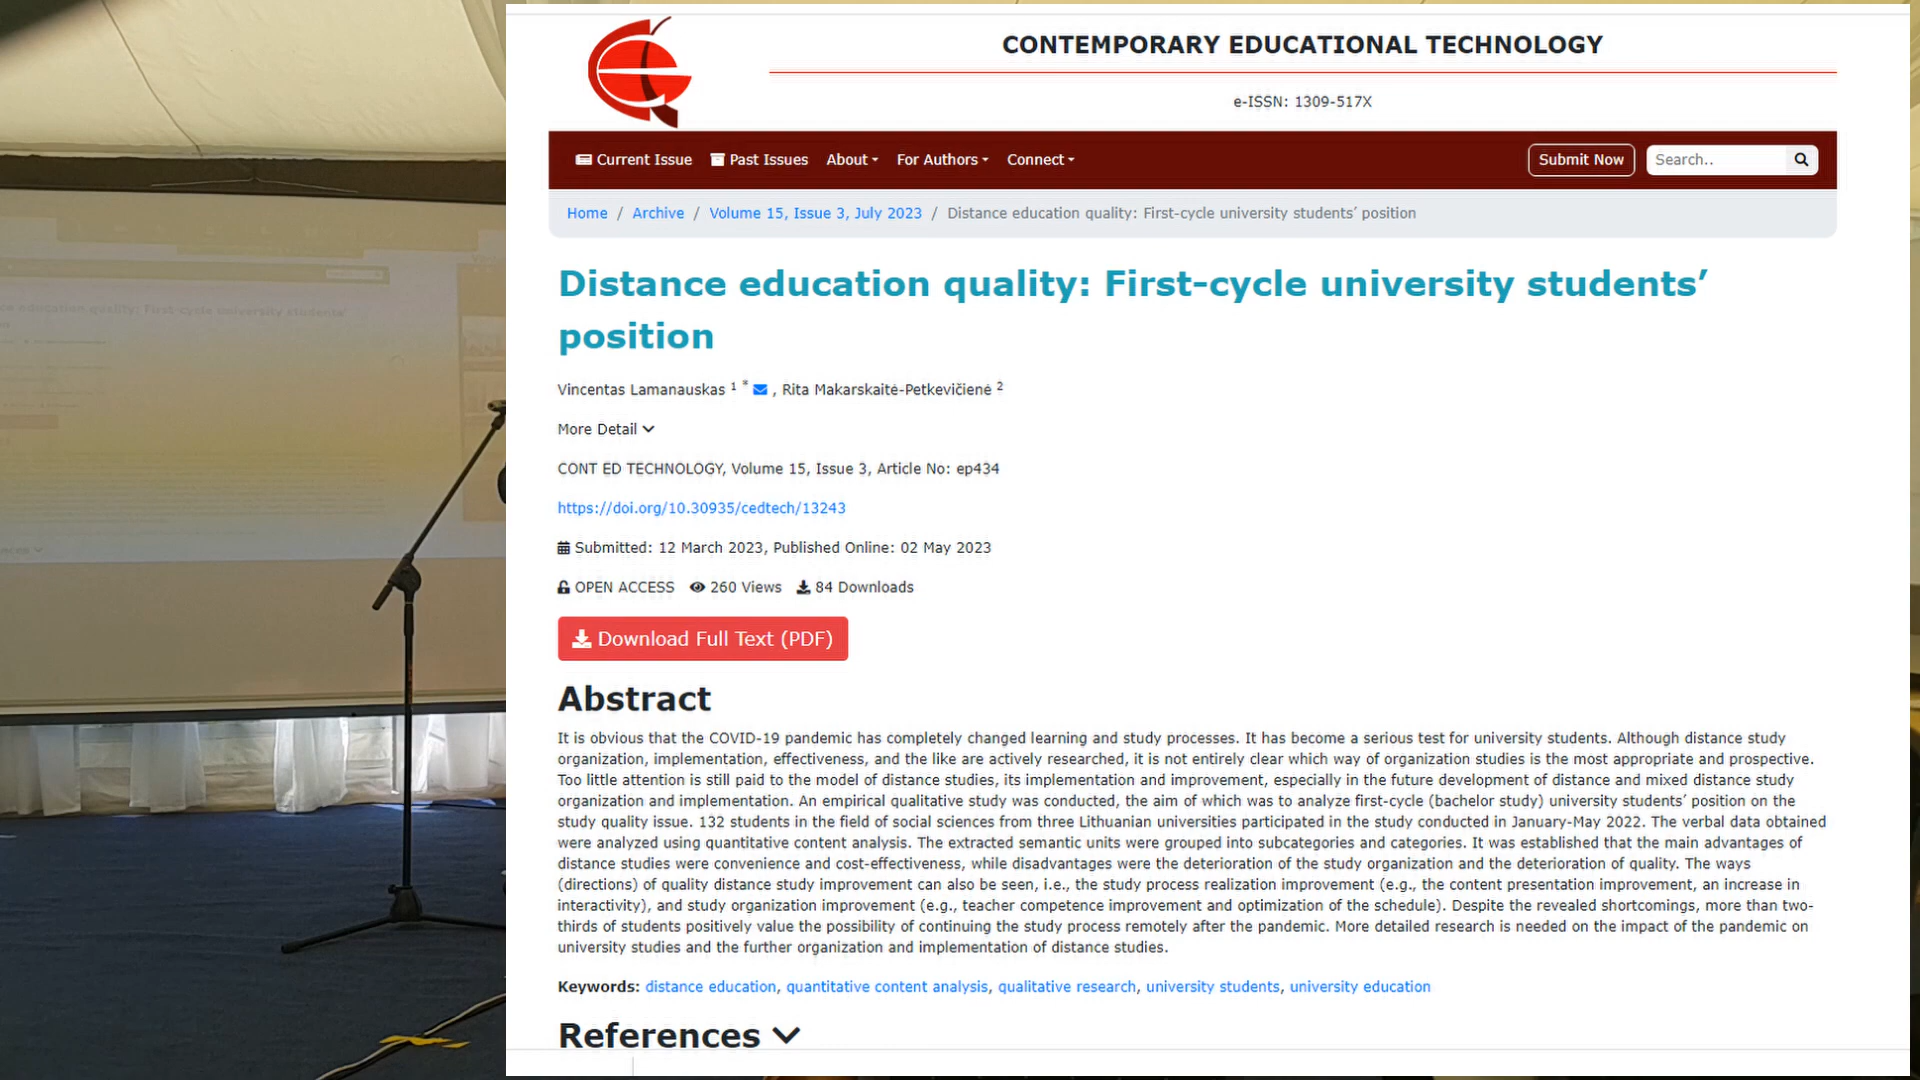 CONTEMPORARY EDUCATIONAL TECHNOLOGY
e-ISSN: 1309-517X
Current Issue Past Issues About For Authors Connect Submit Now Search..
Home / Archive / Volume 15, Issue 3, July 2023 / Distance education quality: First-cycle university students’ position
Distance education quality: First-cycle university students’
position
Vincentas Lamanauskas 1 * , Rita Makarskaitė-Petkevičienė 2
More Detail
CONT ED TECHNOLOGY, Volume 15, Issue 3, Article No: ep434
https://doi.org/10.30935/cedtech/13243
Submitted: 12 March 2023, Published Online: 02 May 2023
OPEN ACCESS 260 Views 84 Downloads
Download Full Text (PDF)
Abstract
It is obvious that the COVID-19 pandemic has completely changed learning and study processes. It has become a serious test for university students. Although distance study
organization, implementation, effectiveness, and the like are actively researched, it is not entirely clear which way of organization studies is the most appropriate and prospective.
Too little attention is still paid to the model of distance studies, its implementation and improvement, especially in the future development of distance and mixed distance study
organization and implementation. An empirical qualitative study was conducted, the aim of which was to analyze first-cycle (bachelor study) university students’ position on the
study quality issue. 132 students in the field of social sciences from three Lithuanian universities participated in the study conducted in January-May 2022. The verbal data obtained
were analyzed using quantitative content analysis. The extracted semantic units were grouped into subcategories and categories. It was established that the main advantages of
distance studies were convenience and cost-effectiveness, while disadvantages were the deterioration of the study organization and the deterioration of quality. The ways
(directions) of quality distance study improvement can also be seen, i.e., the study process realization improvement (e.g., the content presentation improvement, an increase in
interactivity), and study organization improvement (e.g., teacher competence improvement and optimization of the schedule). Despite the revealed shortcomings, more than two-
thirds of students positively value the possibility of continuing the study process remotely after the pandemic. More detailed research is needed on the impact of the pandemic on
university studies and the further organization and implementation of distance studies.
Keywords: distance education, quantitative content analysis, qualitative research, university students, university education
References
ce education quality: First-cycle university students’